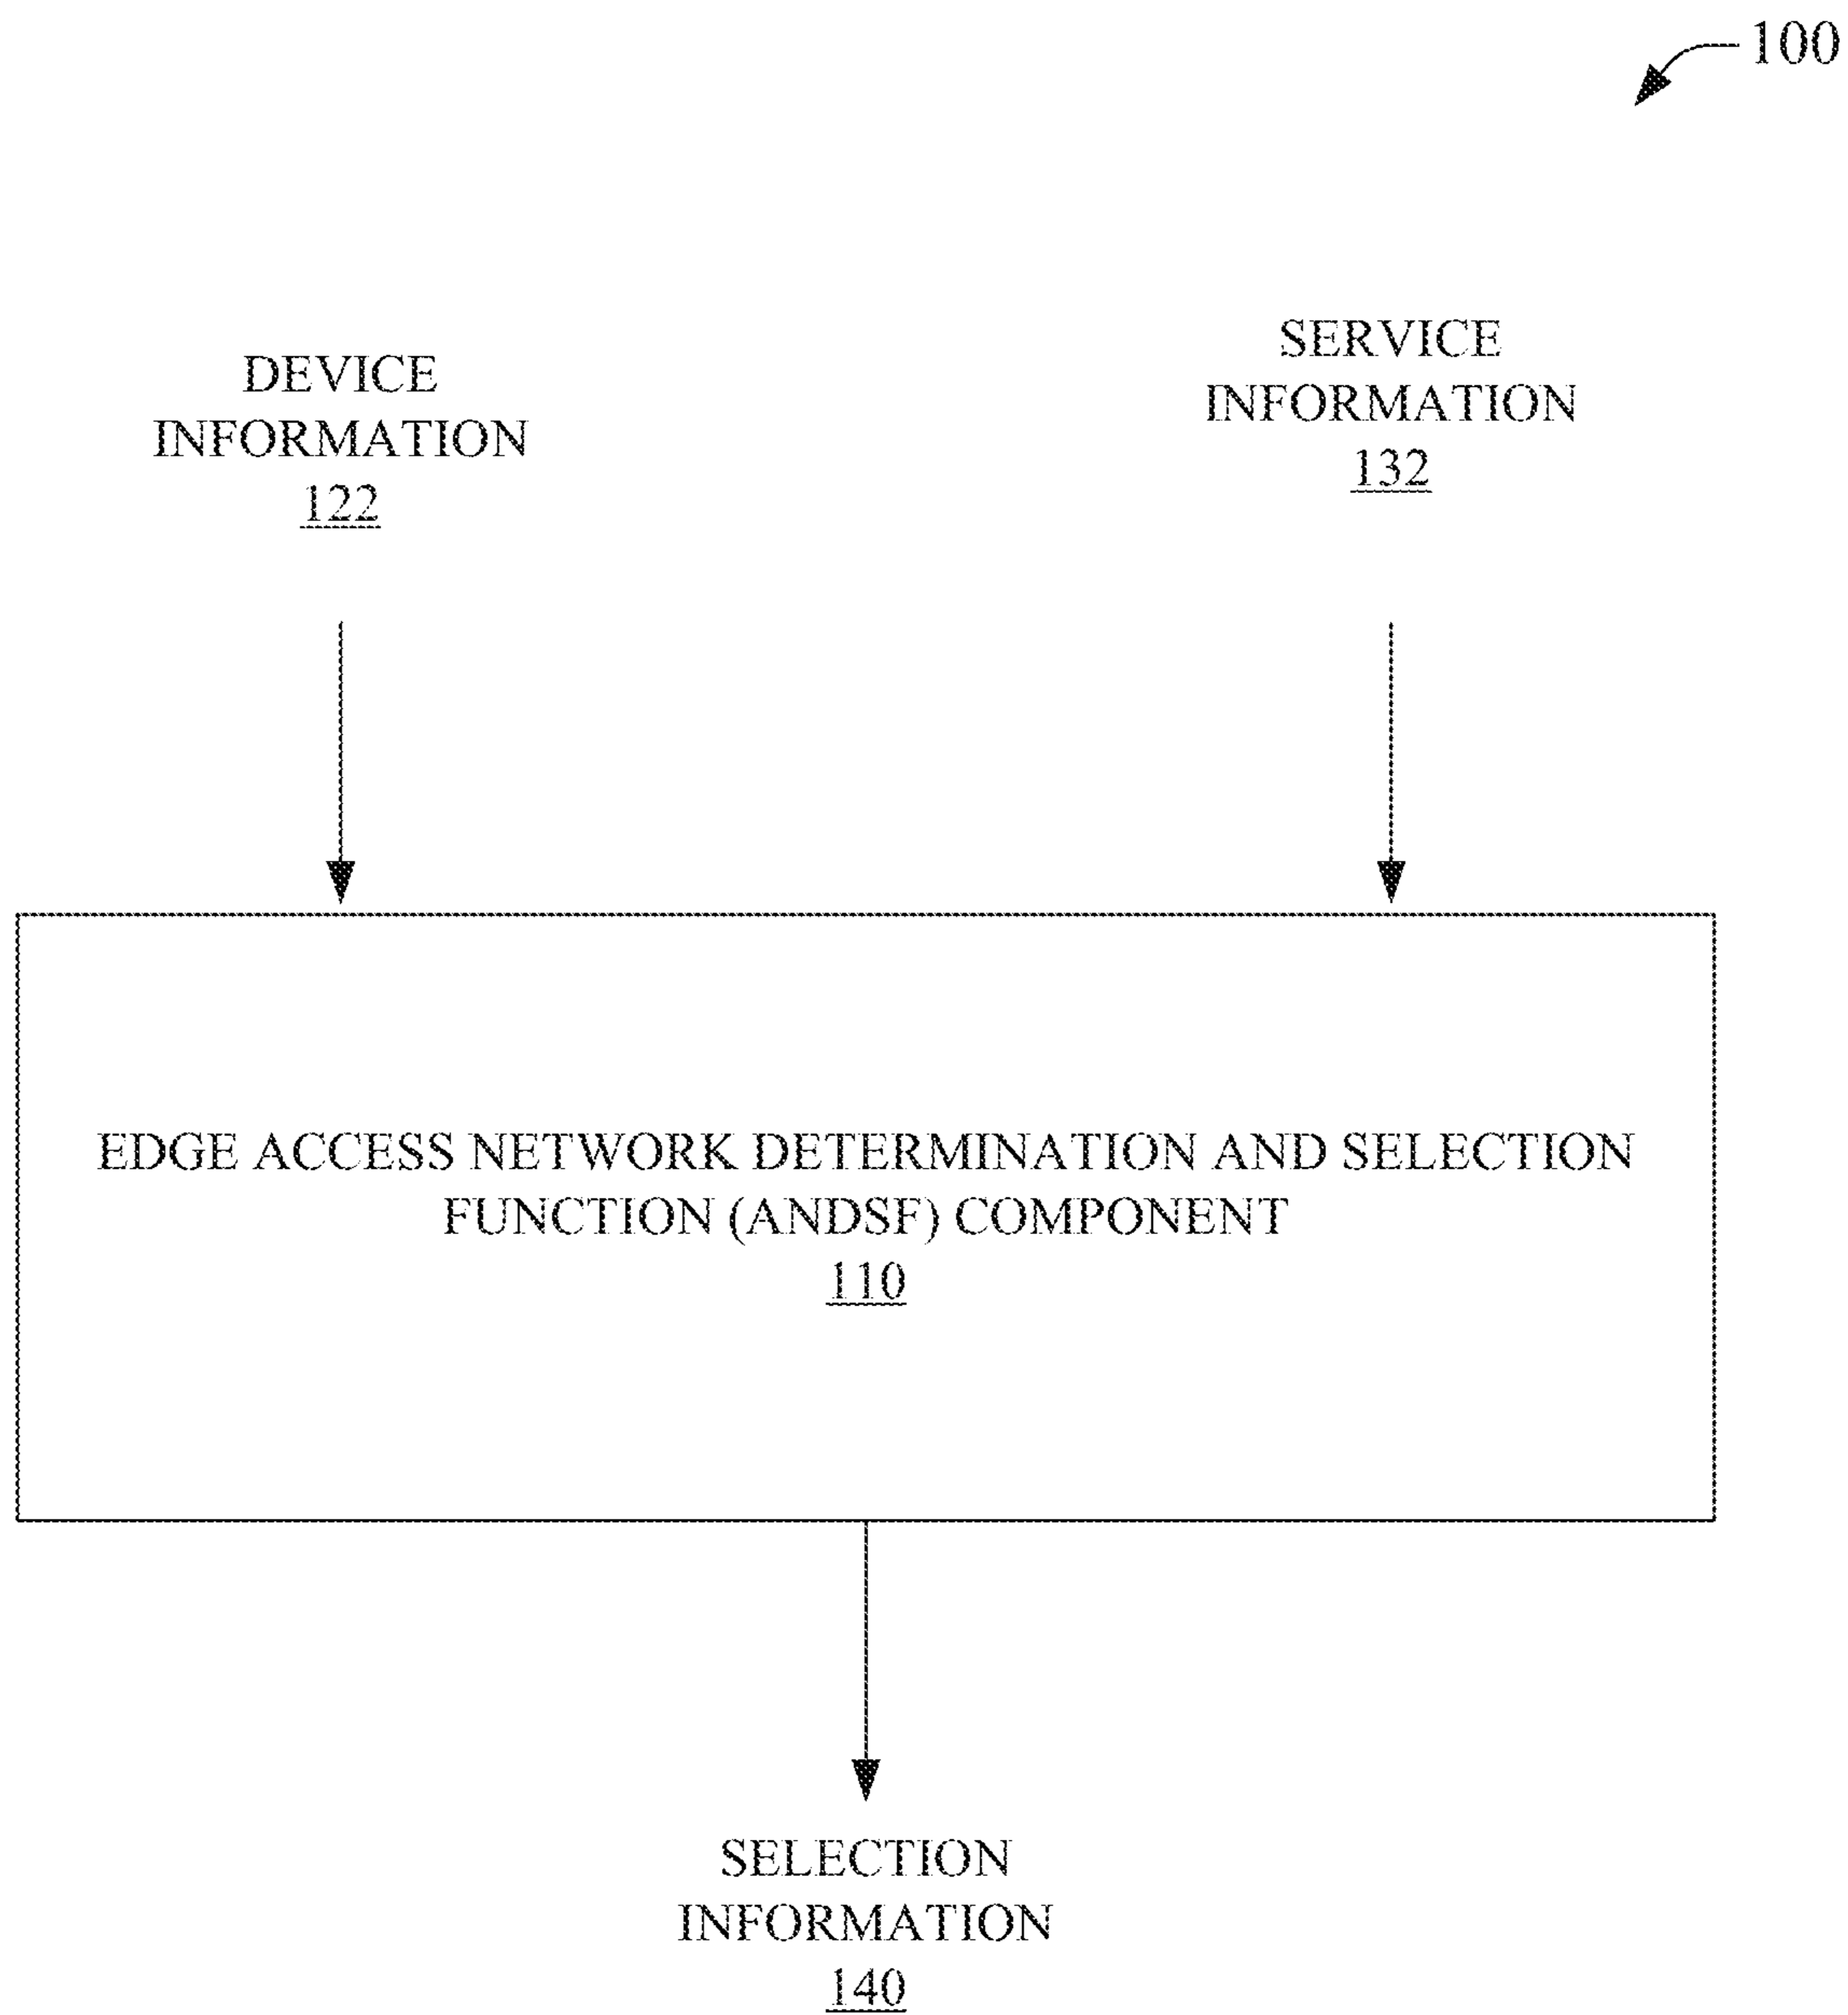 100
DEVICE
INFORMATION
122
SERVICE
INFORMATION
132
EDGE ACCESS NETWORK DETERMINATION AND SELECTION
FUNCTION (ANDSF) COMPONENT
110
SELECTION
INFORMATION
140